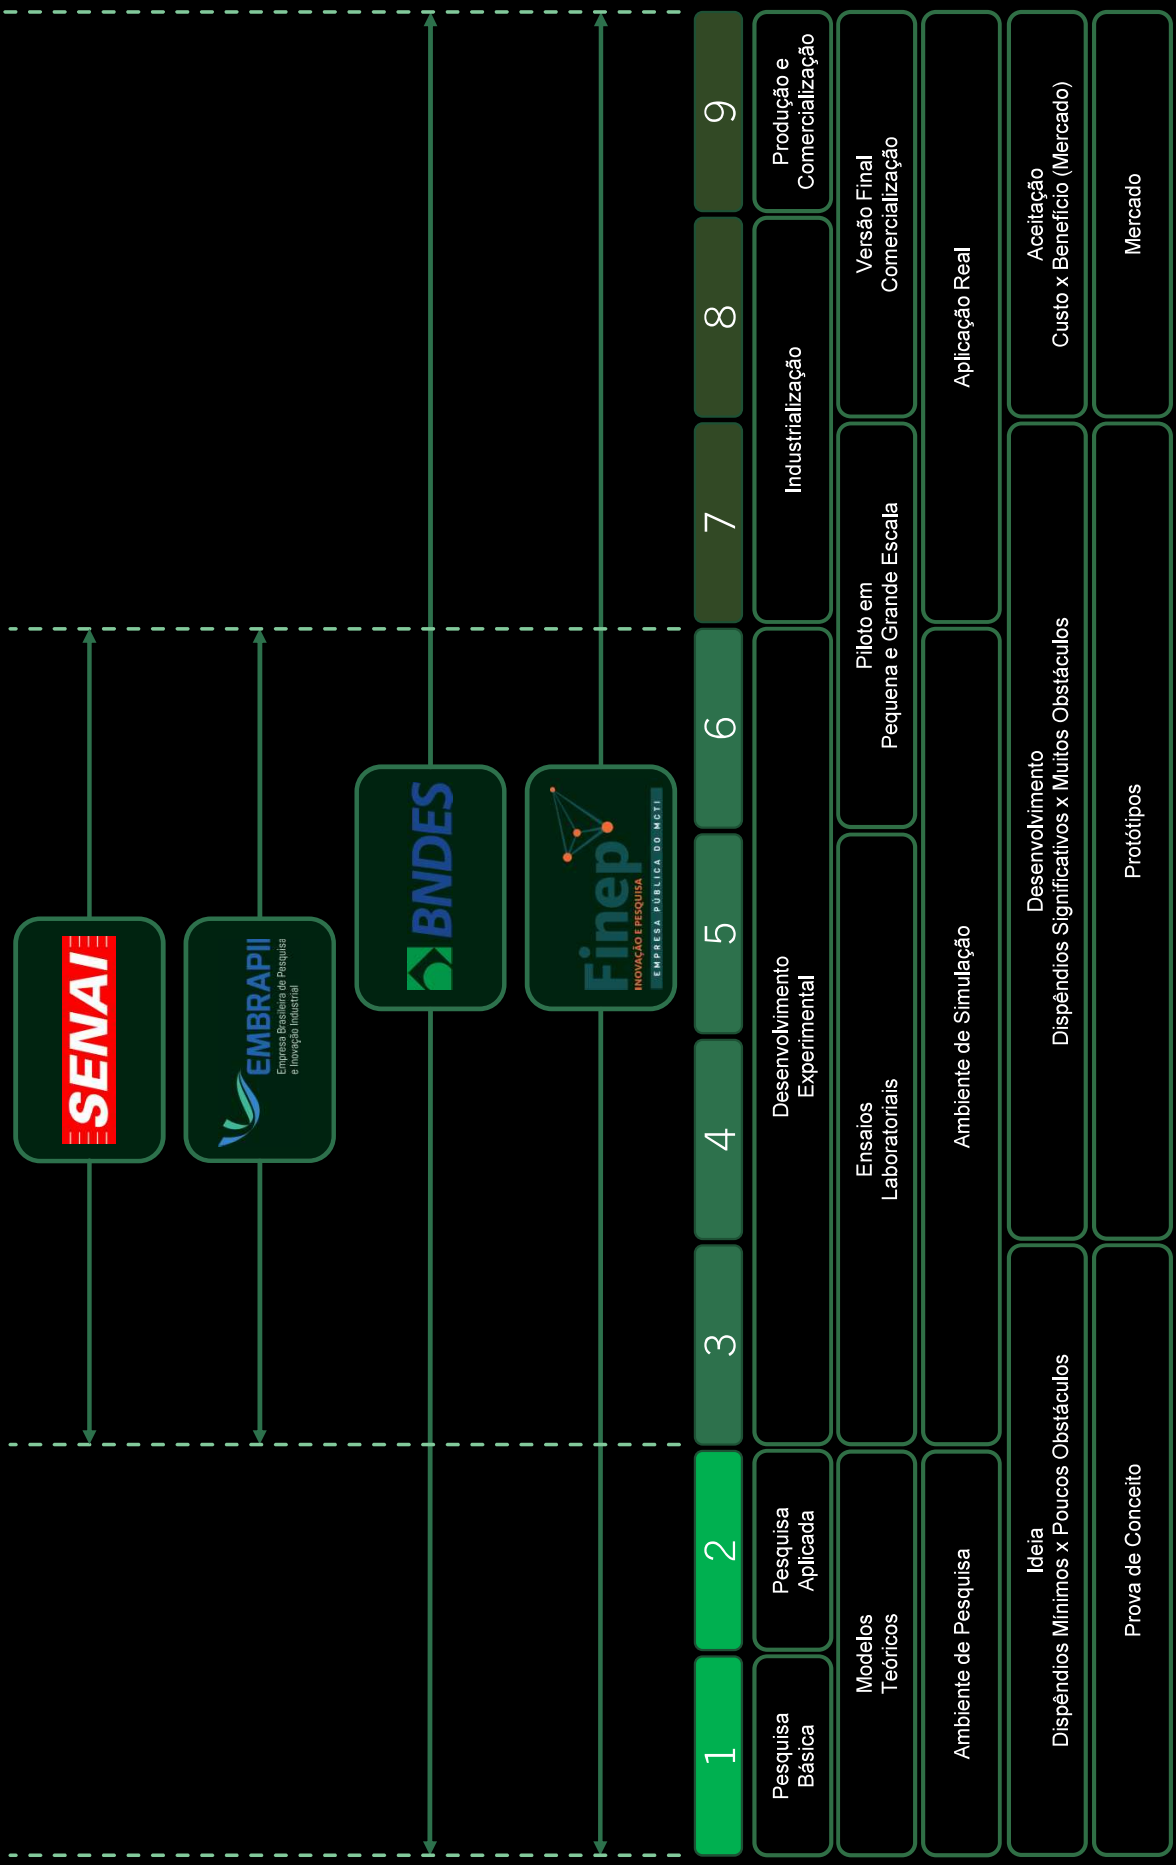 SENAI
EMBRAPII
Empresa Brasileira de Pesquisa
e Inovação Industrial
BNDES
Finep
INOVAÇÃO E PESQUISA
EMPRESA PÚBLICA DO MCTI
1
2
3
4
5
6
7
8
9
Pesquisa
Básica
Pesquisa
Aplicada
Desenvolvimento
Experimental
Industrialização
Produção e
Comercialização
Modelos
Teóricos
Ensaios
Laboratoriais
Piloto em
Pequena e Grande Escala
Versão Final
Comercialização
Ambiente de Pesquisa
Ambiente de Simulação
Aplicação Real
Ideia
Dispêndios Mínimos x Poucos Obstáculos
Desenvolvimento
Dispêndios Significativos x Muitos Obstáculos
Aceitação
Custo x Benefício (Mercado)
Prova de Conceito
Protótipos
Mercado